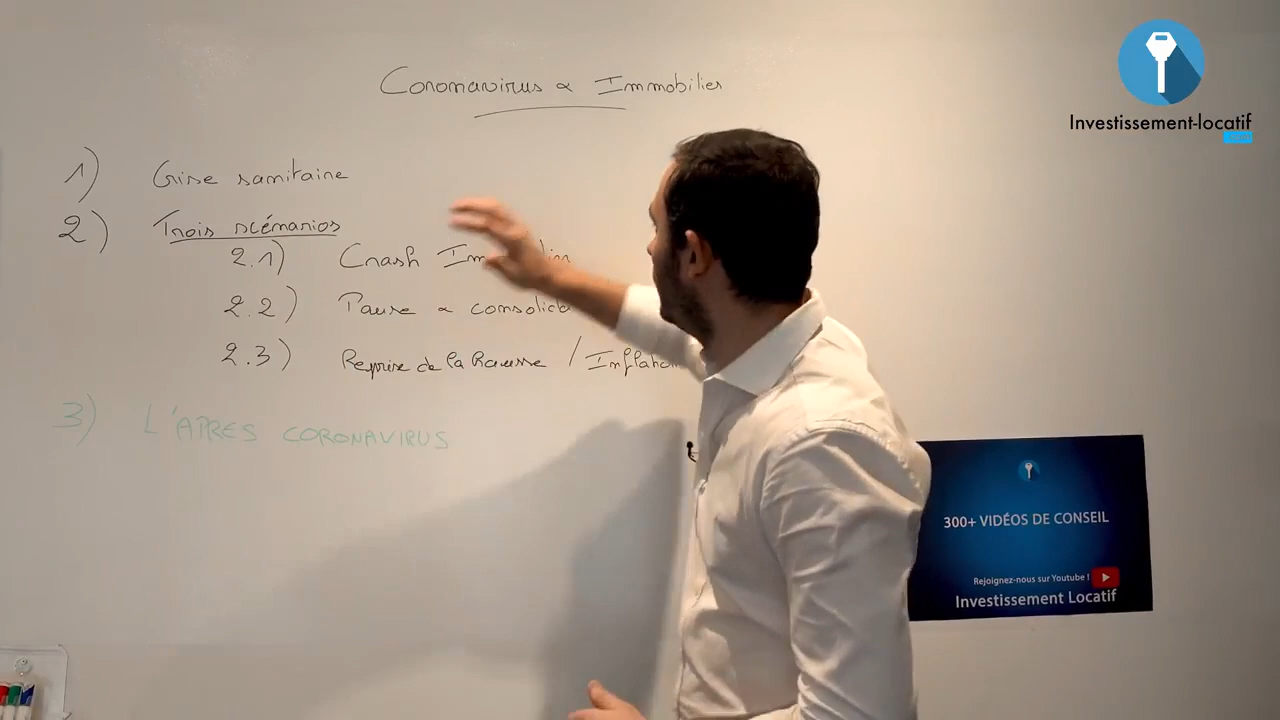 Coronavirus & Immobilier
Investissement-locatif
.com
1) Crise sanitaire
2) Trois scénarios
2.1) Crash
2.2) Pause &
2.3) Reprise de la hausse / Inflation
3) L'APRES CORONAVIRUS
300+ VIDÉOS DE CONSEIL
Rejoignez-nous sur Youtube !
Investissement Locatif